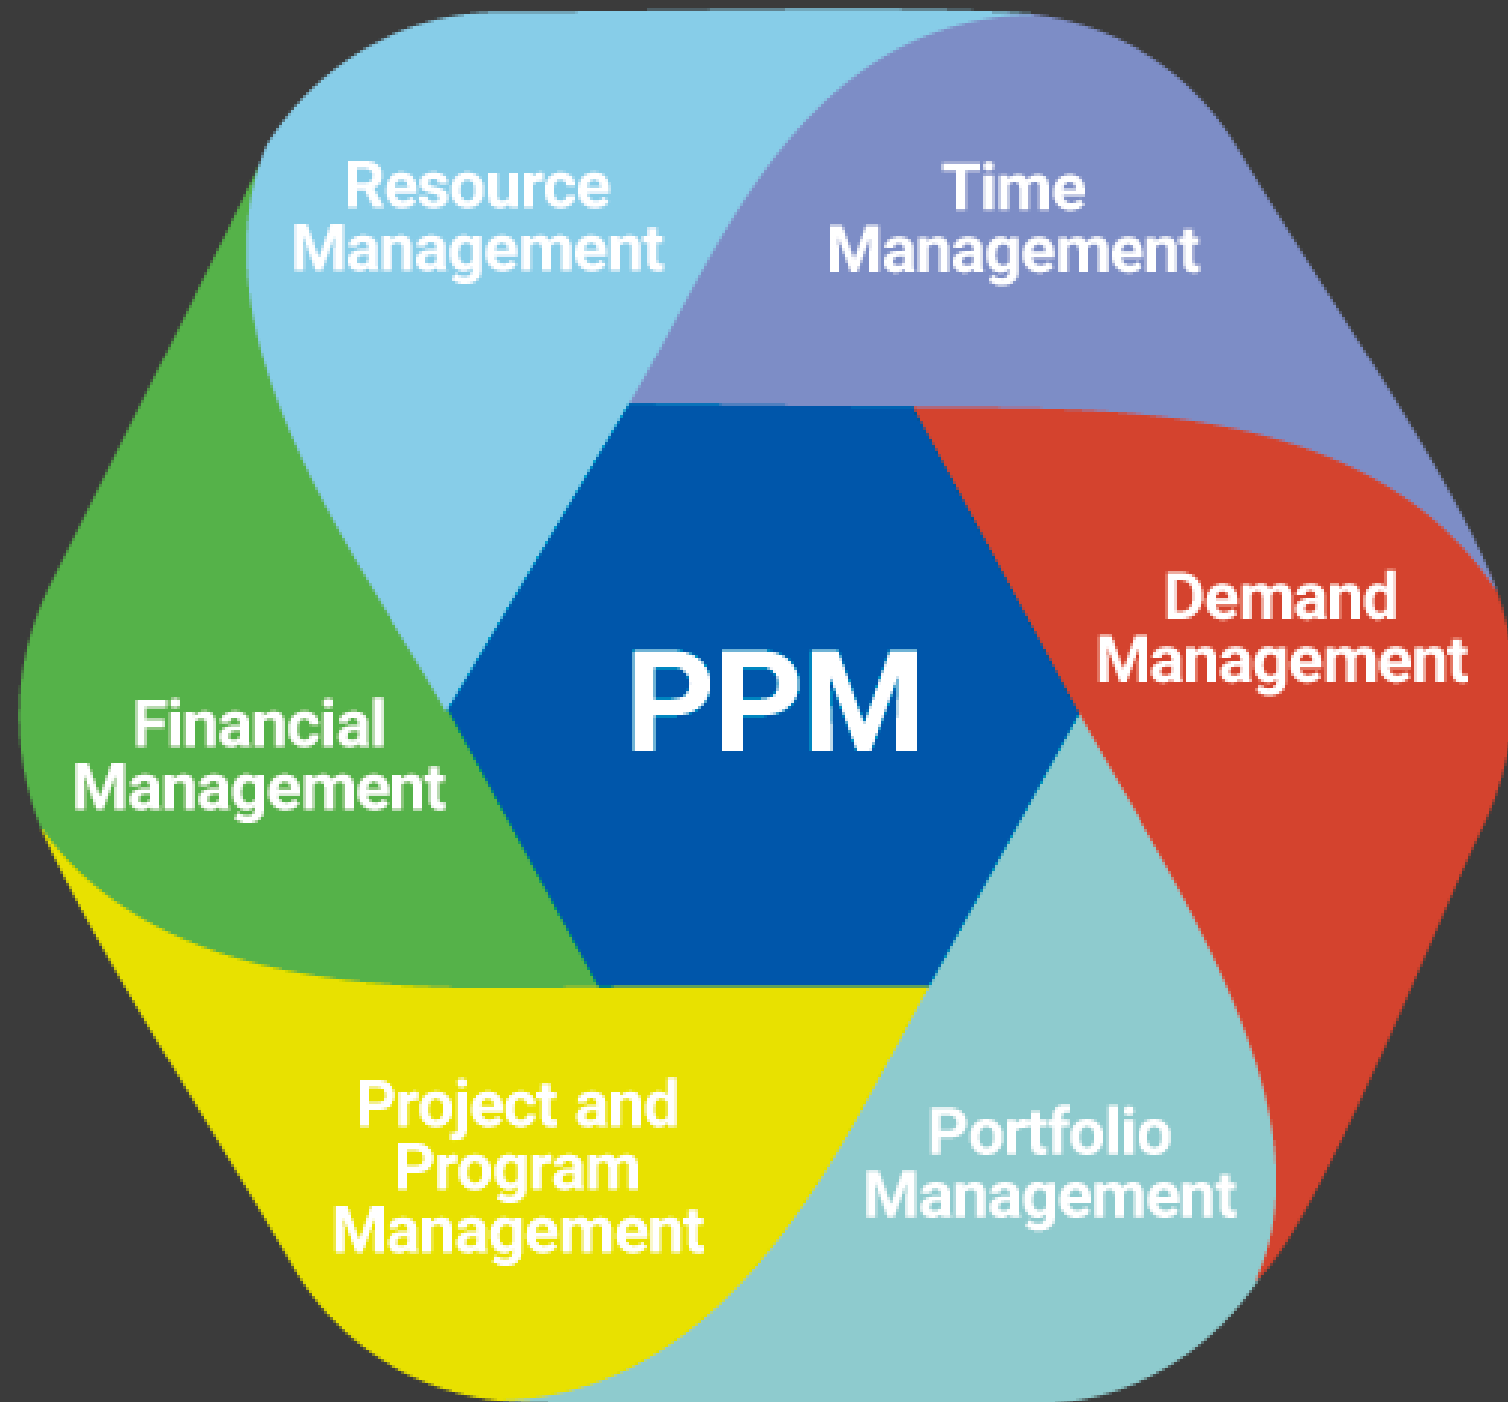 Resource
Management
Time
Management
Demand
Management
PPM
Financial
Management
Project and
Program
Management
Portfolio
Management